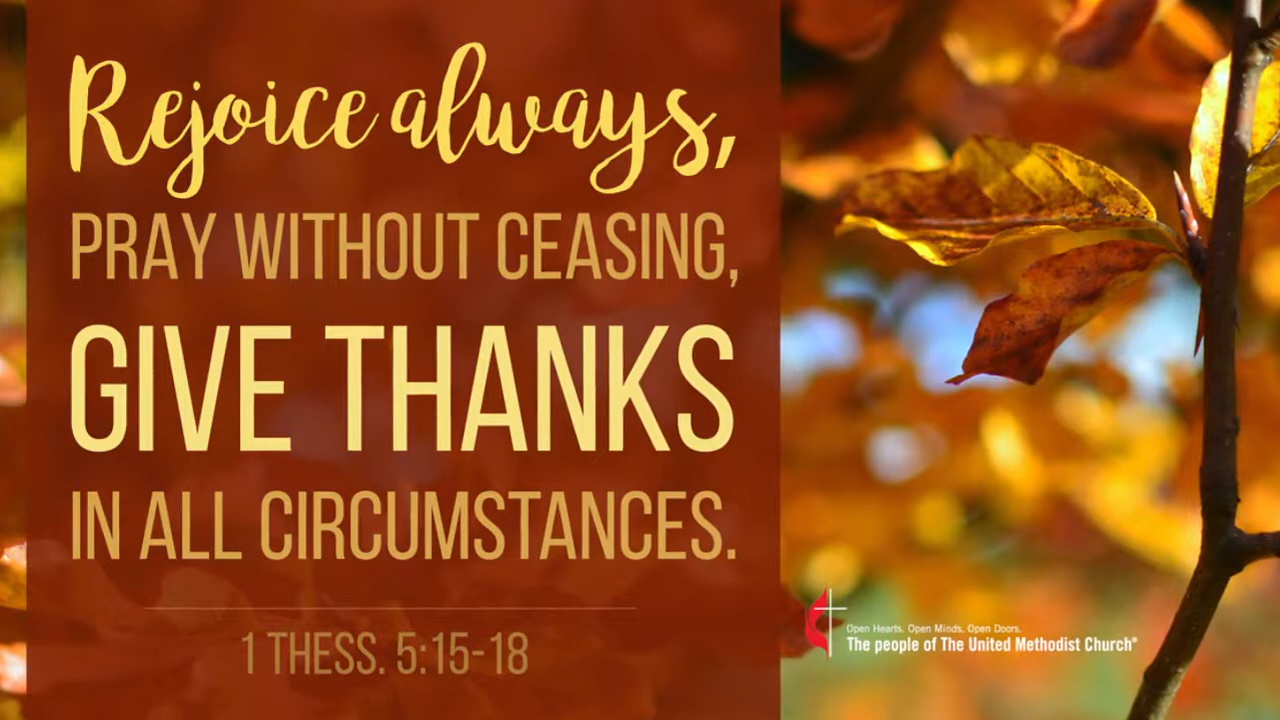 Rejoice always,
PRAY WITHOUT CEASING,
GIVE THANKS
IN ALL CIRCUMSTANCES.
1 THESS. 5:15-18
Open Hearts. Open Minds. Open Doors.
The people of The United Methodist Church®